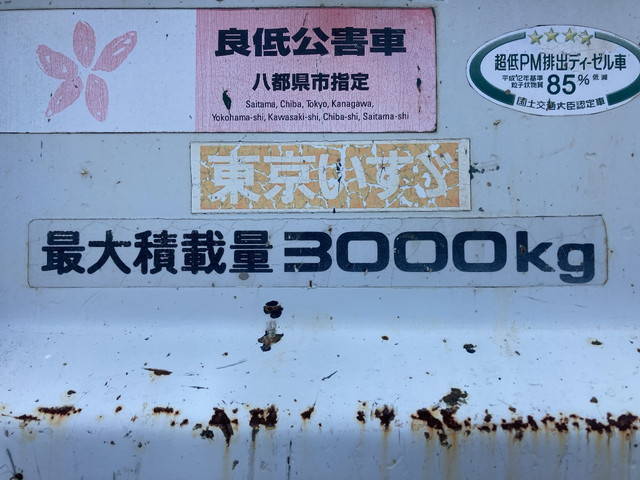 良低公害車
八都県市指定
Saitama, Chiba, Tokyo, Kanagawa,
Yokohama-shi, Kawasaki-shi, Chiba-shi, Saitama-shi
超低PM排出ディーゼル車
平成12年基準
粒子状物質 85% 低減
国土交通大臣認定車
東京いすゞ
最大積載量 3000kg